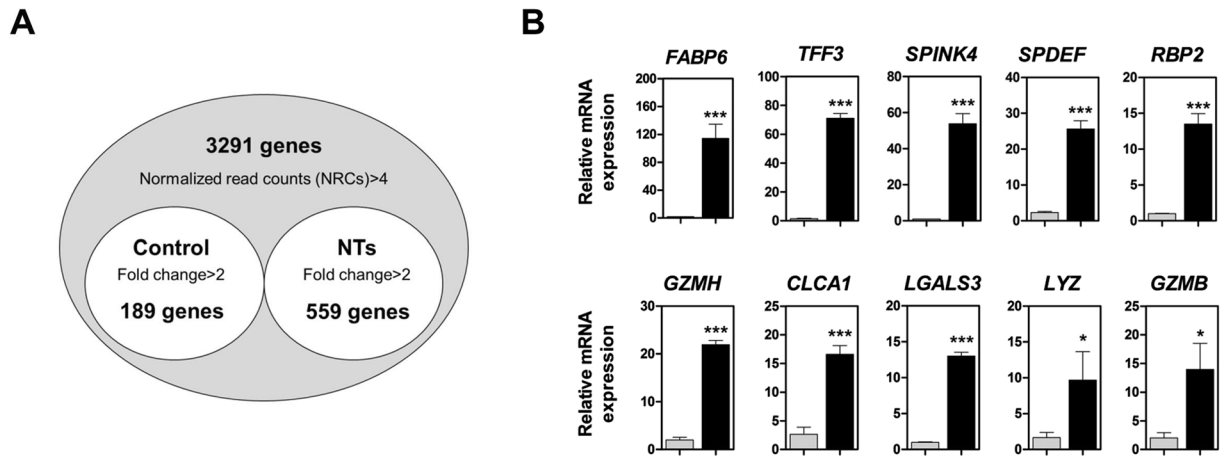 A
3291 genes
Normalized read counts (NRCs)>4
Control
Fold change>2
189 genes
NTs
Fold change>2
559 genes
B
Relative mRNA
expression
FABP6
200
160
120
80
40
0
***
TFF3
100
80
60
40
20
0
***
SPINK4
80
60
40
20
0
***
SPDEF
40
30
20
10
0
***
RBP2
20
15
10
5
0
***
Relative mRNA
expression
GZMH
30
20
10
0
***
CLCA1
25
20
15
10
5
0
***
LGALS3
20
15
10
5
0
***
LYZ
20
15
10
5
0
*
GZMB
25
20
15
10
5
0
*